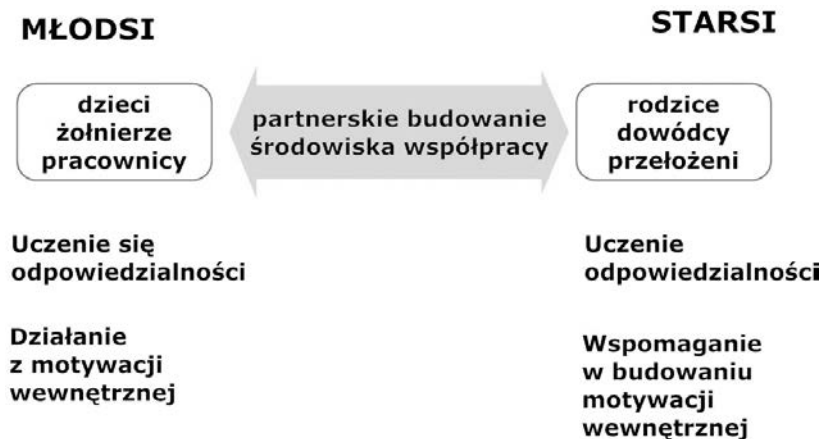 MŁODSI
STARSI
dzieci
żołnierze
pracownicy
partnerskie budowanie
środowiska współpracy
rodzice
dowódcy
przełożeni
Uczenie się
odpowiedzialności
Działanie
z motywacji
wewnętrznej
Uczenie
odpowiedzialności
Wspomaganie
w budowaniu
motywacji
wewnętrznej